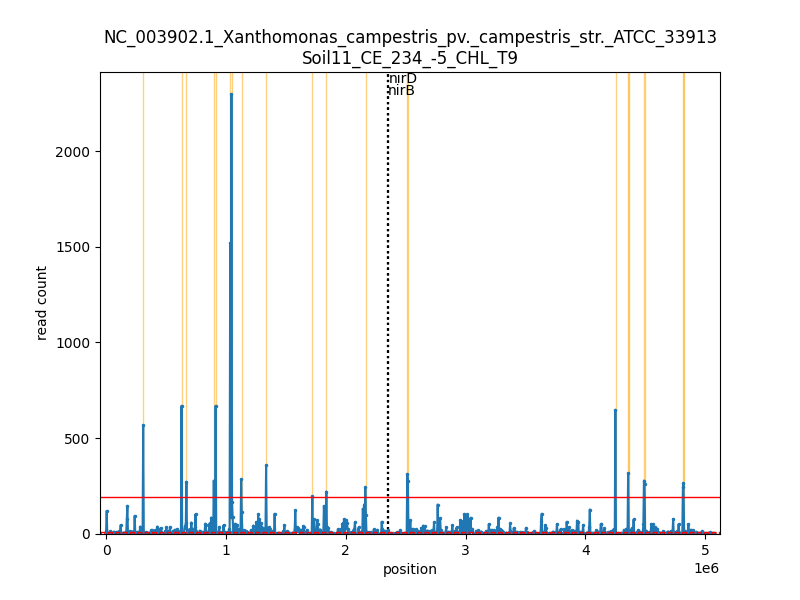 NC_003902.1_Xanthomonas_campestris_pv._campestris_str._ATCC_33913
Soil11_CE_234_-5_CHL_T9
nirD
nirB
2000
1500
1000
500
0
read count
0 1 2 3 4 5
1e6
position